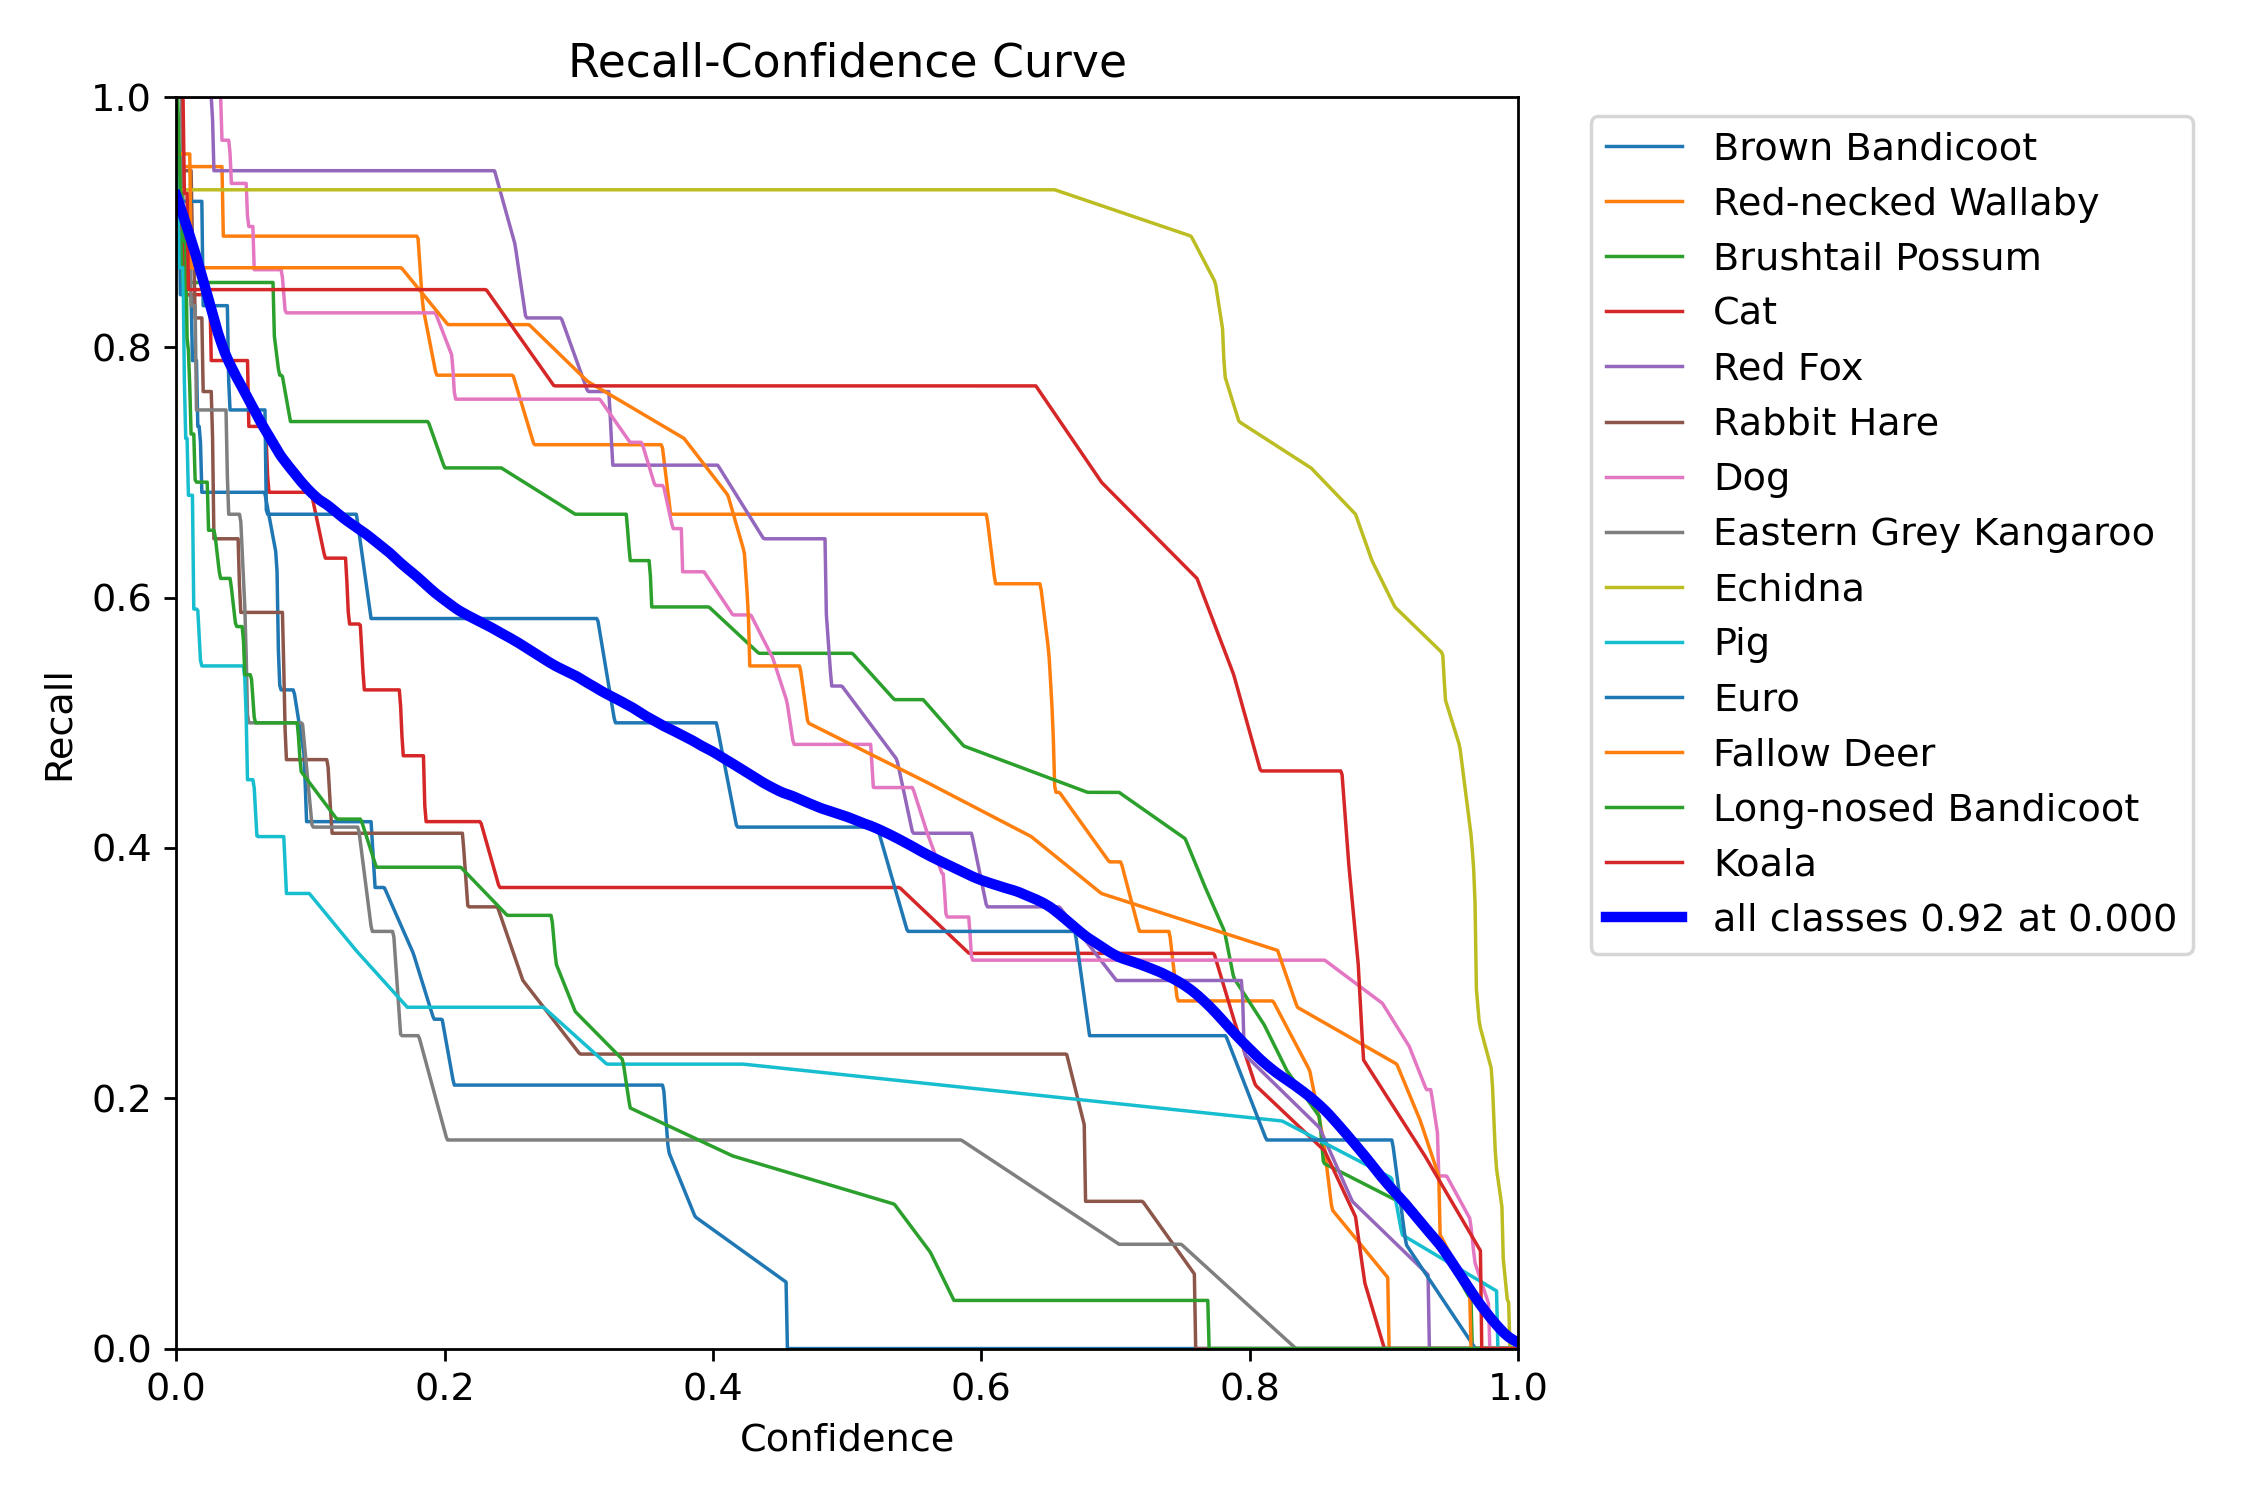 Recall-Confidence Curve
1.0
0.8
0.6
0.4
0.2
0.0
Recall
0.0 0.2 0.4 0.6 0.8 1.0
Confidence
Brown Bandicoot
Red-necked Wallaby
Brushtail Possum
Cat
Red Fox
Rabbit Hare
Dog
Eastern Grey Kangaroo
Echidna
Pig
Euro
Fallow Deer
Long-nosed Bandicoot
Koala
all classes 0.92 at 0.000